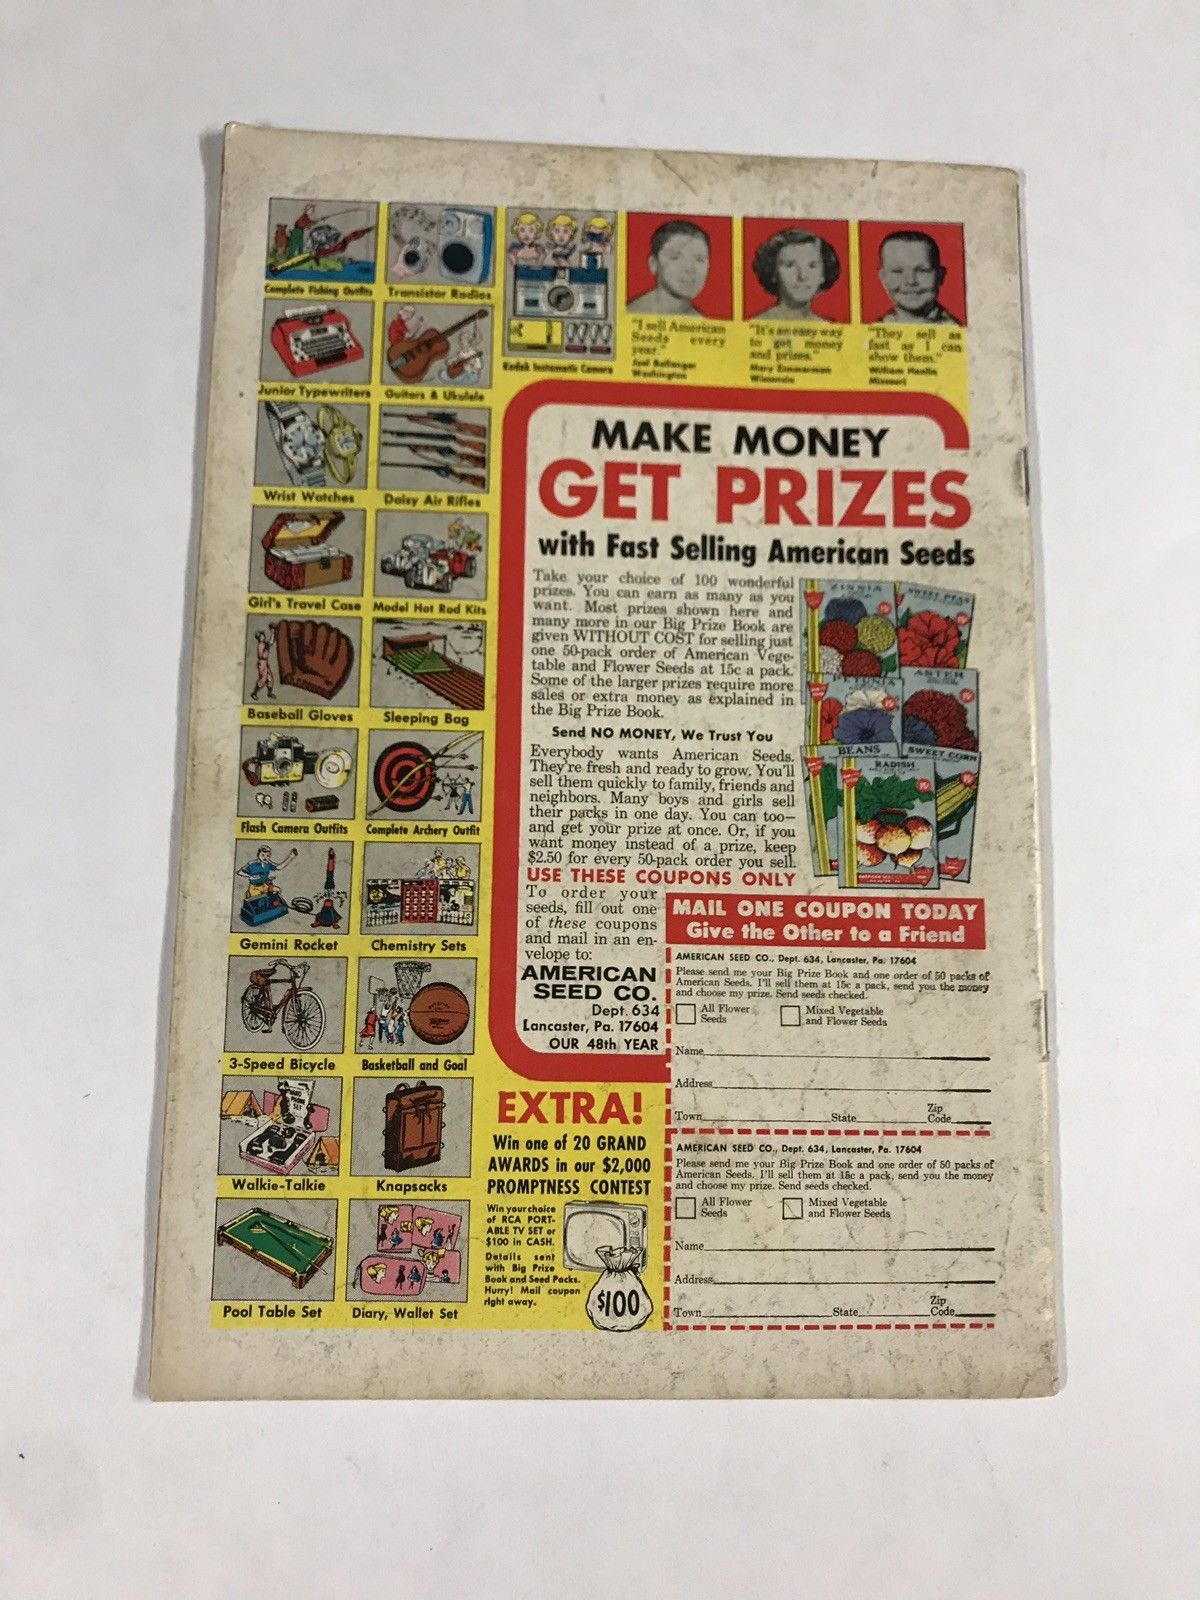 Complete Fishing Outfits
Transistor Radios
Junior Typewriters
Guitars & Ukulele
Kodak Instamatic Camera
Wrist Watches
Daisy Air Rifles
Girl's Travel Case
Model Hot Rod Kits
Baseball Gloves
Sleeping Bag
Flash Camera Outfits
Complete Archery Outfit
Gemini Rocket
Chemistry Sets
3-Speed Bicycle
Basketball and Goal
Walkie-Talkie
Knapsacks
Pool Table Set
Diary, Wallet Set
"I sell American
Seeds every
year."
Joel Bellanger
Washington
"It's an easy way
to get money
and prizes."
Mary Zimmerman
Wisconsin
"They sell as
fast as I can
show them."
William Hanlin
Missouri
MAKE MONEY
GET PRIZES
with Fast Selling American Seeds
Take your choice of 100 wonderful
prizes. You can earn as many as you
want. Most prizes shown here and
many more in our Big Prize Book are
given WITHOUT COST for selling just
one 50-pack order of American Vege-
table and Flower Seeds at 15c a pack.
Some of the larger prizes require more
sales or extra money as explained in
the Big Prize Book.
Send NO MONEY, We Trust You
Everybody wants American Seeds.
They're fresh and ready to grow. You'll
sell them quickly to family, friends and
neighbors. Many boys and girls sell
their packs in one day. You can too—
and get your prize at once. Or, if you
want money instead of a prize, keep
$2.50 for every 50-pack order you sell.
USE THESE COUPONS ONLY
To order your
seeds, fill out one
of these coupons
and mail in an en-
velope to:
AMERICAN
SEED CO.
Dept. 634
Lancaster, Pa. 17604
OUR 48th YEAR
ZINNIA
SWEET PEAS
PETUNIA
ASTER
BEANS
SWEET CORN
RADISH
MAIL ONE COUPON TODAY
Give the Other to a Friend
AMERICAN SEED CO., Dept. 634, Lancaster, Pa. 17604
Please send me your Big Prize Book and one order of 50 packs of
American Seeds. I'll sell them at 15c a pack, send you the money
and choose my prize. Send seeds checked.
All Flower
Seeds
Mixed Vegetable
and Flower Seeds
Name
Address
Town State Zip Code
AMERICAN SEED CO., Dept. 634, Lancaster, Pa. 17604
Please send me your Big Prize Book and one order of 50 packs of
American Seeds. I'll sell them at 15c a pack, send you the money
and choose my prize. Send seeds checked.
All Flower
Seeds
Mixed Vegetable
and Flower Seeds
Name
Address
Town State Zip Code
EXTRA!
Win one of 20 GRAND
AWARDS in our $2,000
PROMPTNESS CONTEST
Win your choice
of RCA PORT-
ABLE TV SET or
$100 in CASH.
Details sent
with Big Prize
Book and Seed Packs.
Hurry! Mail coupon
right away.
$100